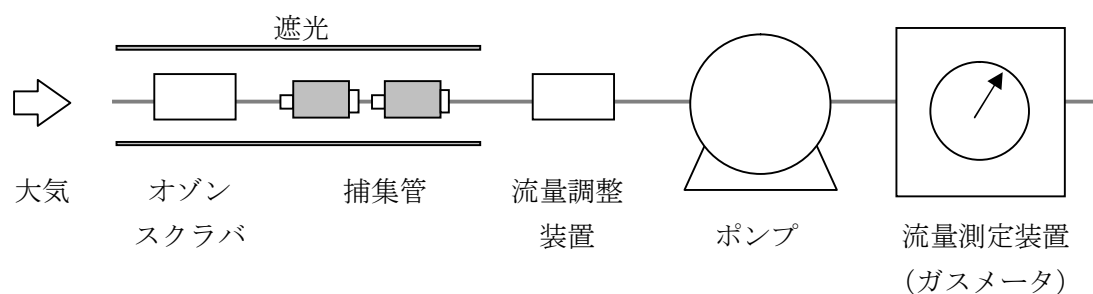 遮光
大気
オゾン
スクラバ
捕集管
流量調整
装置
ポンプ
流量測定装置
(ガスメータ)